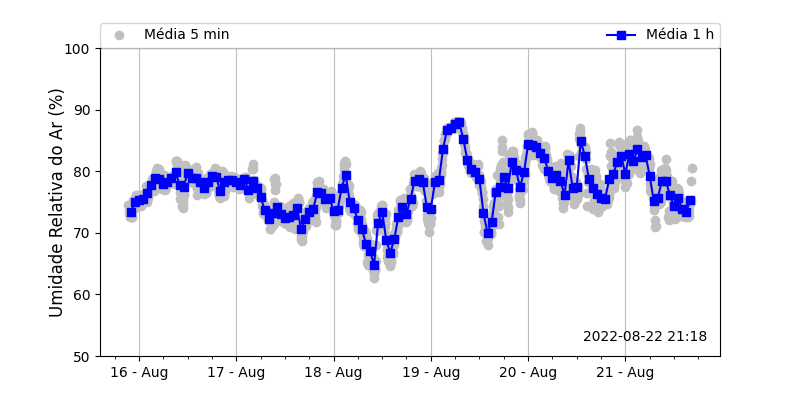 Média 5 min
Média 1 h
Umidade Relativa do Ar (%)
100
90
80
70
60
50
2022-08-22 21:18
16 - Aug
17 - Aug
18 - Aug
19 - Aug
20 - Aug
21 - Aug